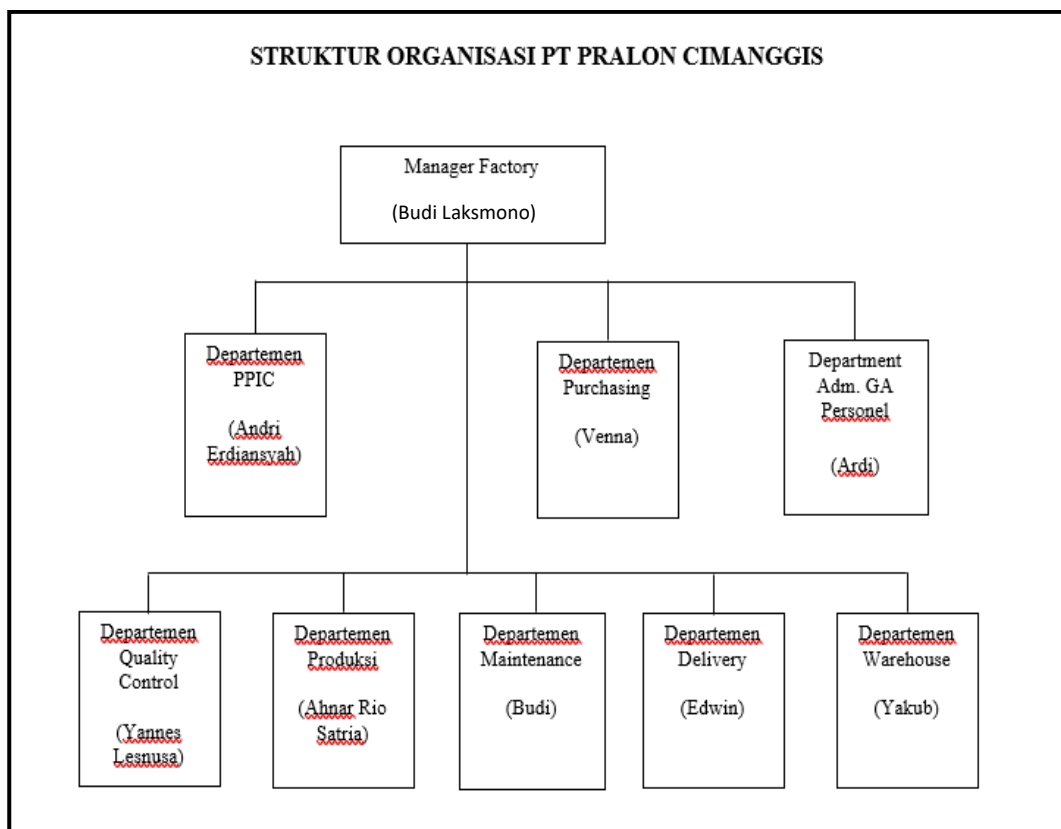 STRUKTUR ORGANISASI PT PRALON CIMANGGIS
Manager Factory
(Budi Laksmono)
Departemen
PPIC
(Andri
Erdiansyah)
Departemen
Purchasing
(Venna)
Department
Adm. GA
Personel
(Ardi)
Departemen
Quality
Control
(Yannes
Lesnusa)
Departemen
Produksi
(Ahnar Rio
Satria)
Departemen
Maintenance
(Budi)
Departemen
Delivery
(Edwin)
Departemen
Warehouse
(Yakub)